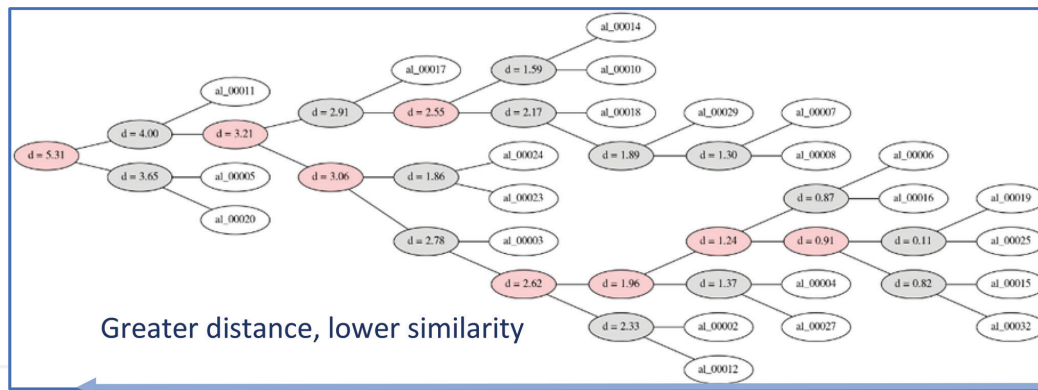 al_00014
al_00017 d = 1.59 al_00010
al_00011 d = 2.91 d = 2.55 d = 2.17 al_00018 al_00029 al_00007
d = 4.00 d = 3.21
d = 5.31 al_00024 d = 1.89 d = 1.30 al_00008 al_00006
d = 3.65 al_00005 d = 3.06 d = 1.86
al_00023 d = 0.87 al_00016 al_00019
al_00020
d = 2.78 al_00003 d = 1.24 d = 0.91 d = 0.11 al_00025
d = 2.62 d = 1.96 d = 1.37 al_00004 d = 0.82 al_00015
Greater distance, lower similarity d = 2.33 al_00002 al_00027 al_00032
al_00012